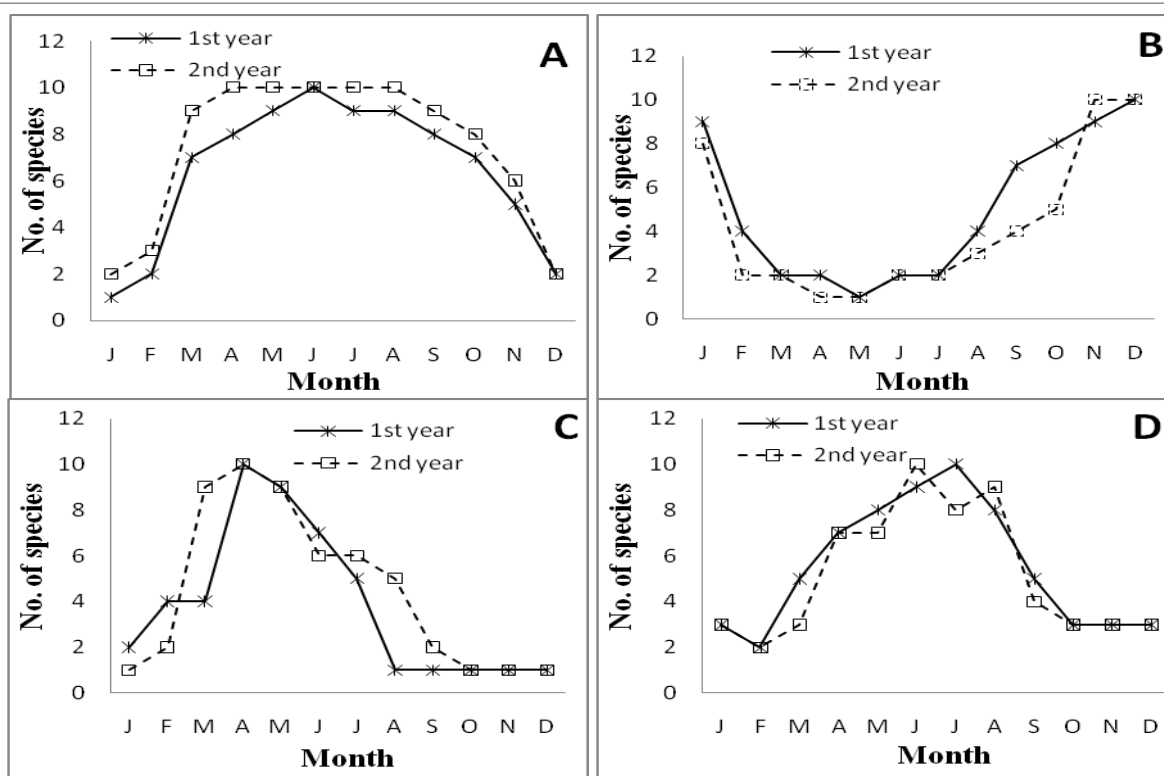 A
1st year
2nd year
No. of species
12
10
8
6
4
2
0
J F M A M J J A S O N D
Month
B
1st year
2nd year
No. of species
12
10
8
6
4
2
0
J F M A M J J A S O N D
Month
C
1st year
2nd year
No. of species
12
10
8
6
4
2
0
J F M A M J J A S O N D
Month
D
1st year
2nd year
No. of species
12
10
8
6
4
2
0
J F M A M J J A S O N D
Month